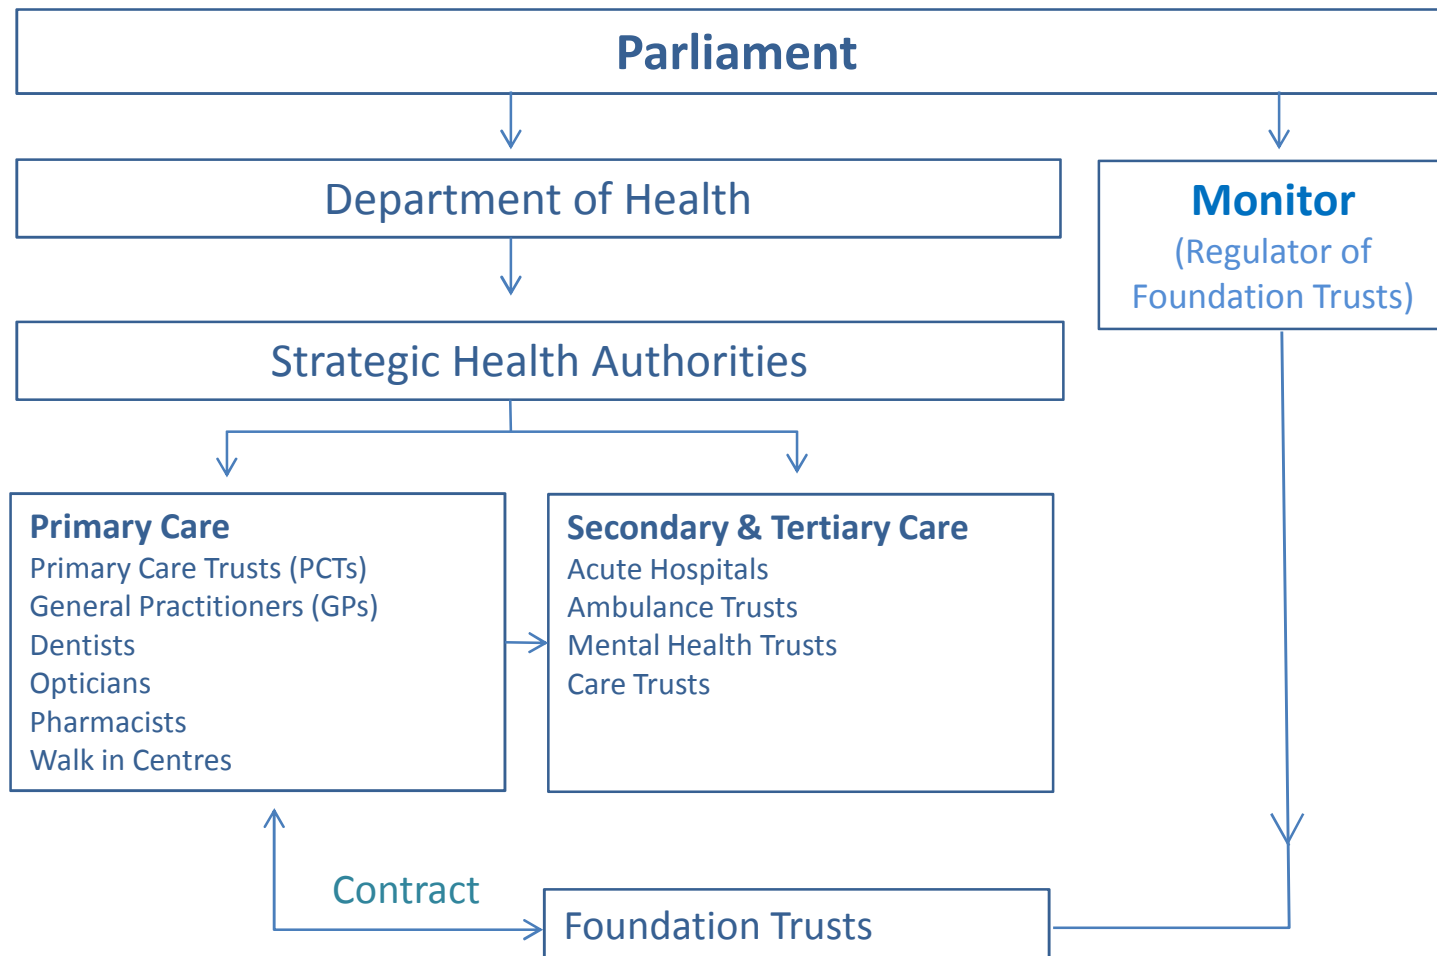 Parliament
Department of Health
Monitor
(Regulator of
Foundation Trusts)
Strategic Health Authorities
Primary Care
Primary Care Trusts (PCTs)
General Practitioners (GPs)
Dentists
Opticians
Pharmacists
Walk in Centres
Secondary & Tertiary Care
Acute Hospitals
Ambulance Trusts
Mental Health Trusts
Care Trusts
Contract
Foundation Trusts